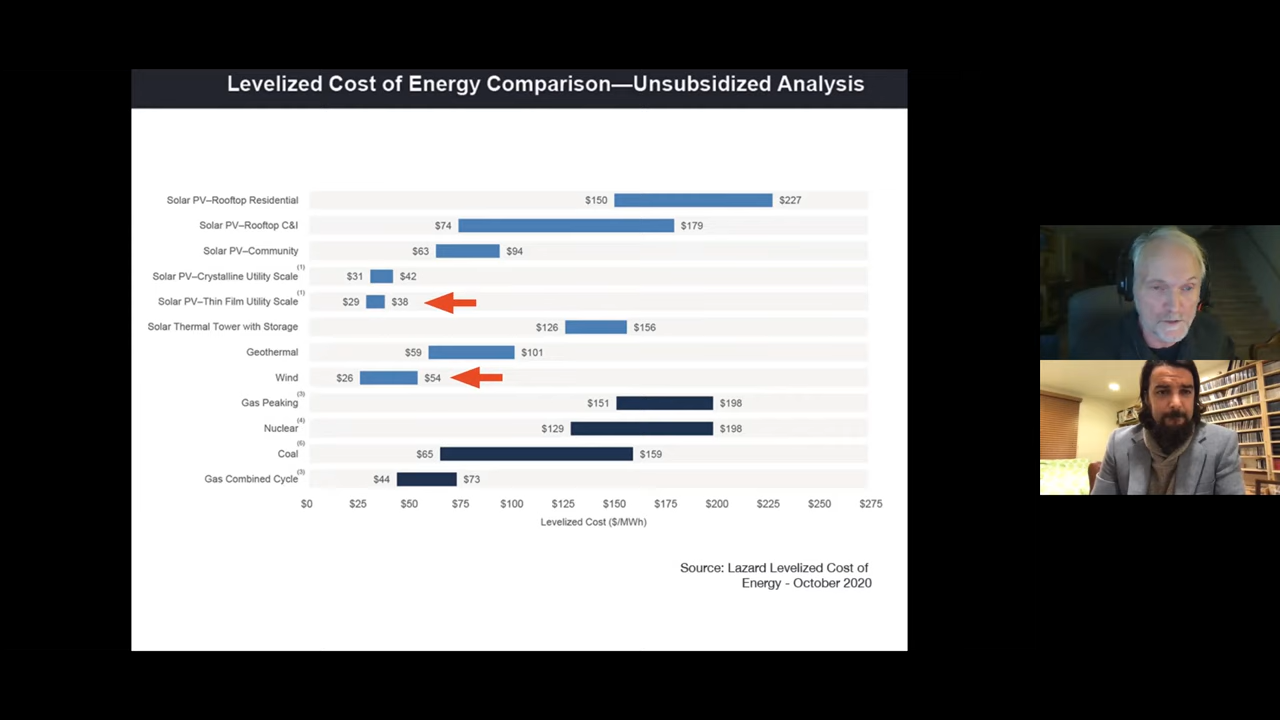 Levelized Cost of Energy Comparison—Unsubsidized Analysis
Solar PV–Rooftop Residential $150 $227
Solar PV–Rooftop C&I $74 $179
Solar PV–Community $63 $94
Solar PV–Crystalline Utility Scale (1) $31 $42
Solar PV–Thin Film Utility Scale (1) $29 $38
Solar Thermal Tower with Storage $126 $156
Geothermal $59 $101
Wind $26 $54
Gas Peaking (3) $151 $198
Nuclear (4) $129 $198
Coal (6) $65 $159
Gas Combined Cycle (3) $44 $73
$0 $25 $50 $75 $100 $125 $150 $175 $200 $225 $250 $275
Levelized Cost ($/MWh)
Source: Lazard Levelized Cost of
Energy - October 2020